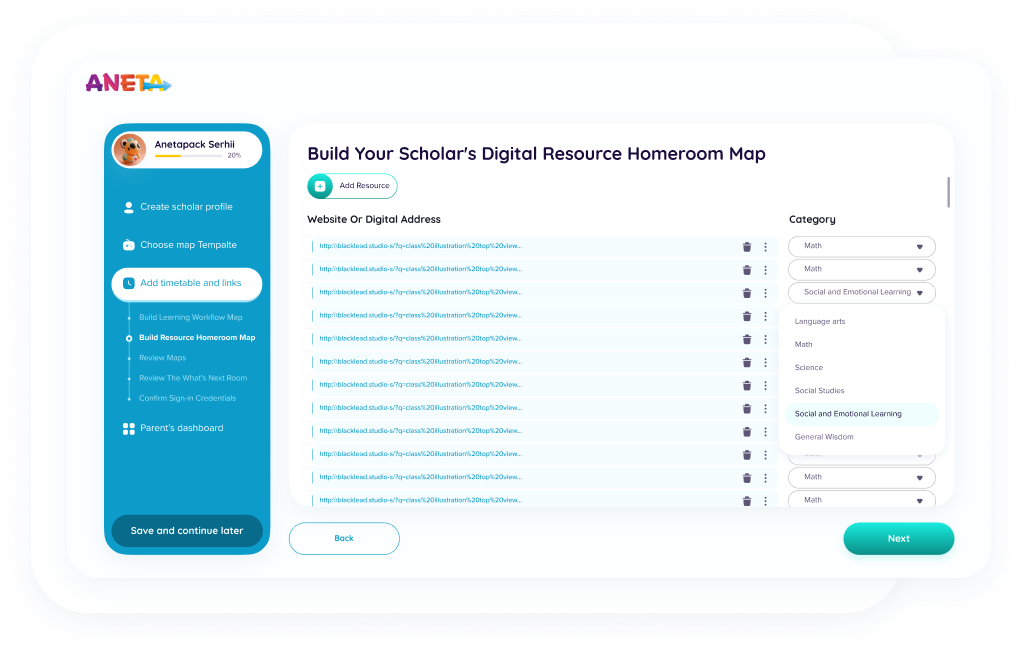 ANETA
Anetapack Serhii
20%
Create scholar profile
Choose map Tempalte
Add timetable and links
Build Learning Workflow Map
Build Resource Homeroom Map
Review Maps
Review The What's Next Room
Confirm Sign-in Credentials
Parent's dashboard
Save and continue later
Build Your Scholar's Digital Resource Homeroom Map
Add Resource
Website Or Digital Address
Category
http:\\blacklead.studio-s/?q=class%20illustration%20top%20view...
Math
http:\\blacklead.studio-s/?q=class%20illustration%20top%20view...
Math
http:\\blacklead.studio-s/?q=class%20illustration%20top%20view...
Social and Emotional Learning
http:\\blacklead.studio-s/?q=class%20illustration%20top%20view...
Language arts
http:\\blacklead.studio-s/?q=class%20illustration%20top%20view...
Math
http:\\blacklead.studio-s/?q=class%20illustration%20top%20view...
Science
http:\\blacklead.studio-s/?q=class%20illustration%20top%20view...
Social Studies
http:\\blacklead.studio-s/?q=class%20illustration%20top%20view...
Social and Emotional Learning
http:\\blacklead.studio-s/?q=class%20illustration%20top%20view...
General Wisdom
http:\\blacklead.studio-s/?q=class%20illustration%20top%20view...
http:\\blacklead.studio-s/?q=class%20illustration%20top%20view...
Math
http:\\blacklead.studio-s/?q=class%20illustration%20top%20view...
Math
Back
Next